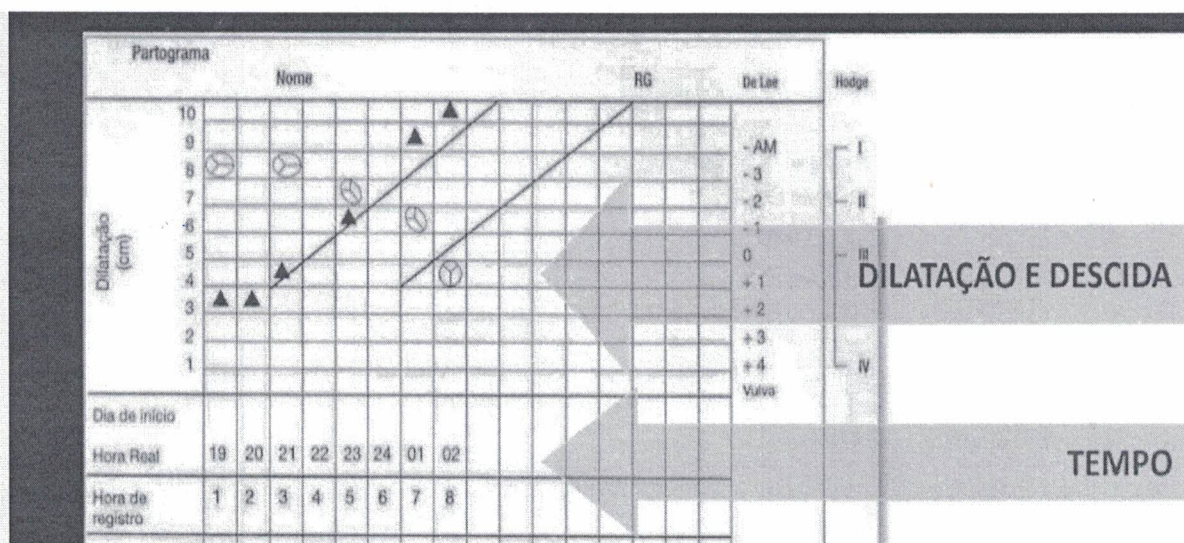 Partograma
Nome RG De Lee Hodge
10
9
8
7
6
5
4
3
2
1
Dilatação
(cm)
- AM
- 3
- 2
- 1
0
+ 1
+ 2
+ 3
+ 4
Vulva
I
II
III
IV
DILATAÇÃO E DESCIDA
Dia de início
Hora Real 19 20 21 22 23 24 01 02
TEMPO
Hora de
registro
1 2 3 4 5 6 7 8